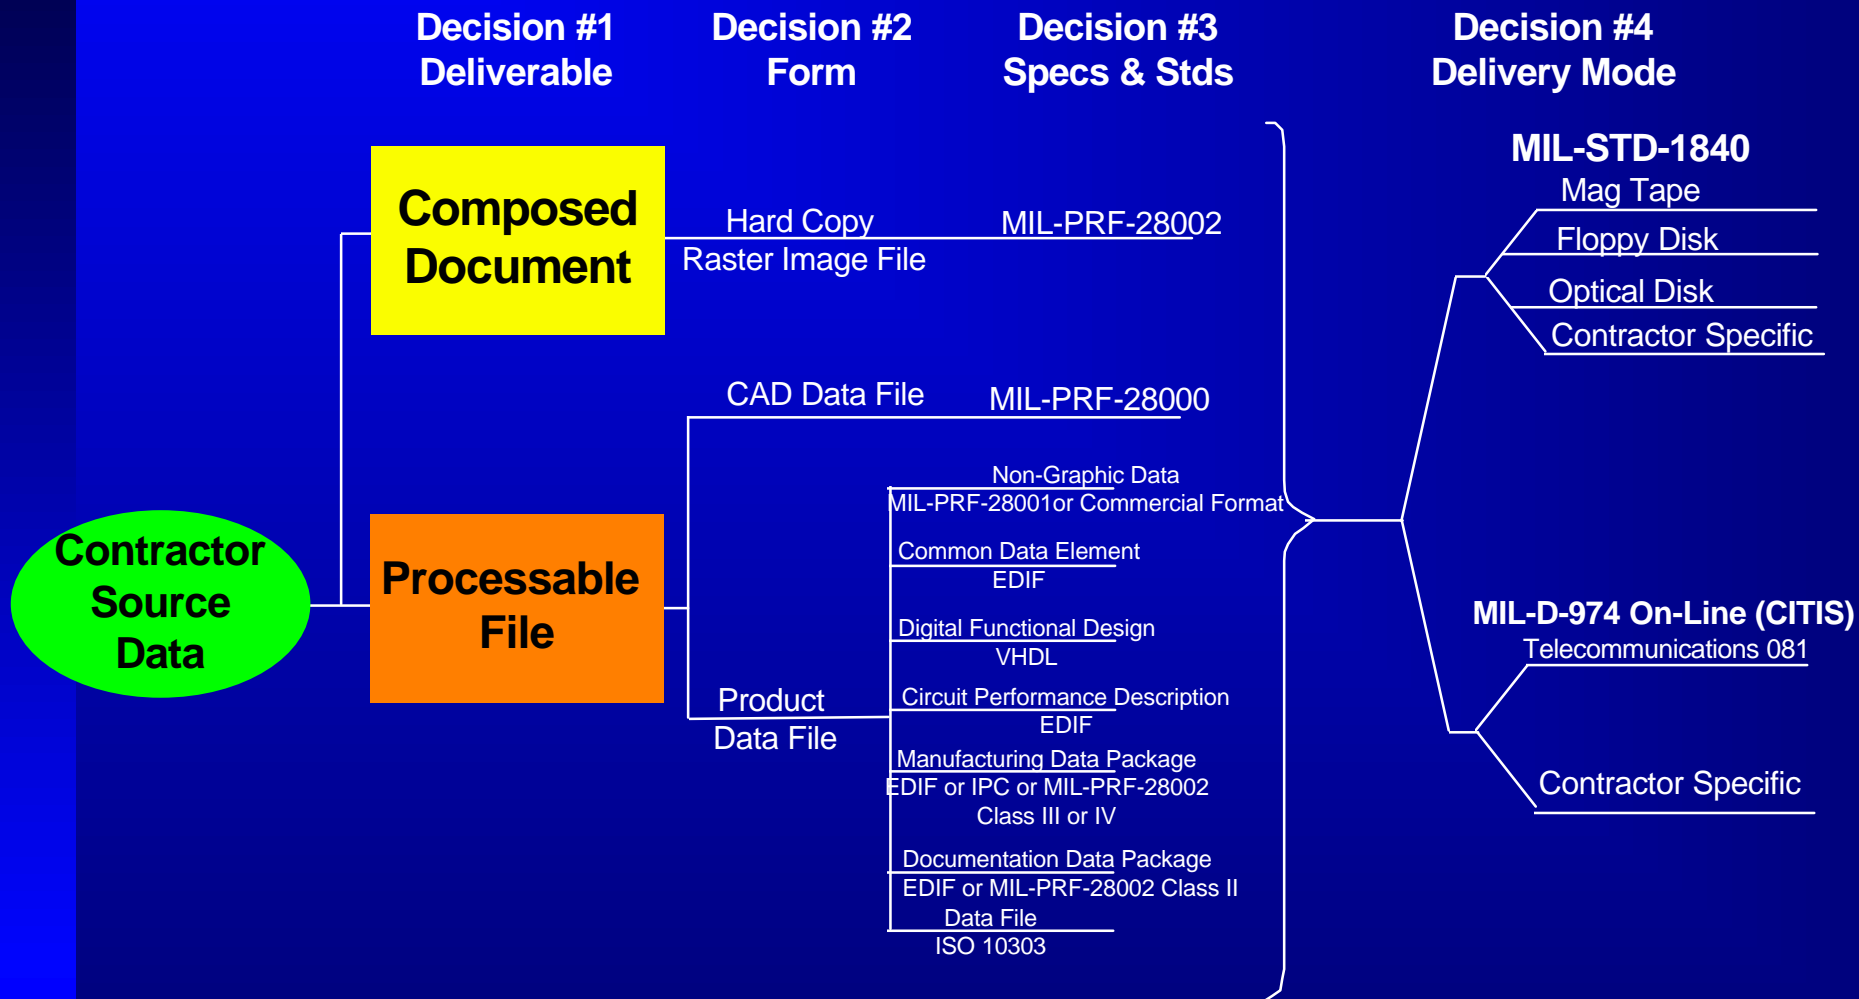 Decision #1
Deliverable
Decision #2
Form
Decision #3
Specs & Stds
Decision #4
Delivery Mode
Composed
Document
Hard Copy
Raster Image File
MIL-PRF-28002
CAD Data File
MIL-PRF-28000
Contractor
Source
Data
Processable
File
Product
Data File
Non-Graphic Data
MIL-PRF-28001or Commercial Format
Common Data Element
EDIF
Digital Functional Design
VHDL
Circuit Performance Description
EDIF
Manufacturing Data Package
EDIF or IPC or MIL-PRF-28002
Class III or IV
Documentation Data Package
EDIF or MIL-PRF-28002 Class II
Data File
ISO 10303
MIL-STD-1840
Mag Tape
Floppy Disk
Optical Disk
Contractor Specific
MIL-D-974 On-Line (CITIS)
Telecommunications 081
Contractor Specific